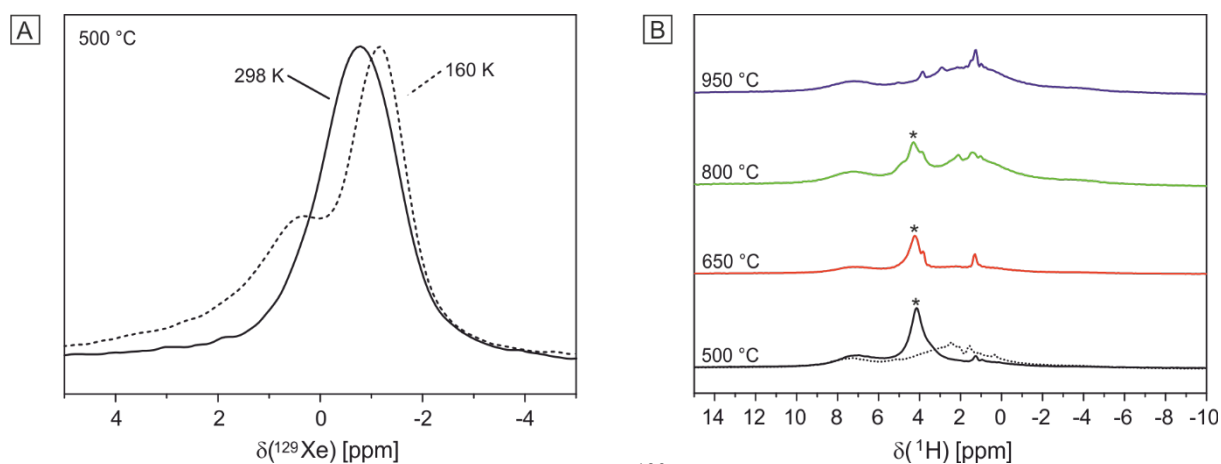 A
500 °C
298 K
160 K
4
2
0
-2
-4
δ(¹²⁹Xe) [ppm]
B
950 °C
*
800 °C
*
650 °C
*
500 °C
15 14 12 10 8 6 4 2 0 -2 -4 -6 -8 -10
δ(¹H) [ppm]